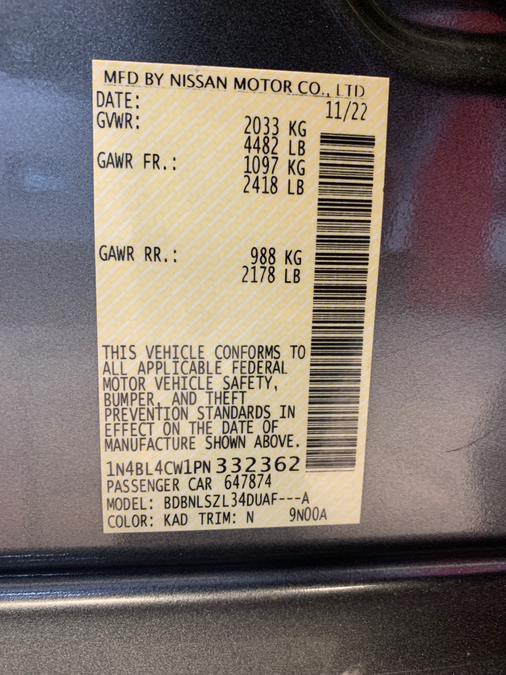 MFD BY NISSAN MOTOR CO., LTD
DATE: 11/22
GVWR: 2033 KG
4482 LB
GAWR FR.: 1097 KG
2418 LB
GAWR RR.: 988 KG
2178 LB
THIS VEHICLE CONFORMS TO
ALL APPLICABLE FEDERAL
MOTOR VEHICLE SAFETY,
BUMPER, AND THEFT
PREVENTION STANDARDS IN
EFFECT ON THE DATE OF
MANUFACTURE SHOWN ABOVE.
1N4BL4CW1PN332362
PASSENGER CAR 647874
MODEL: BDBNLSZL34DUAF---A
COLOR: KAD TRIM: N 9N00A